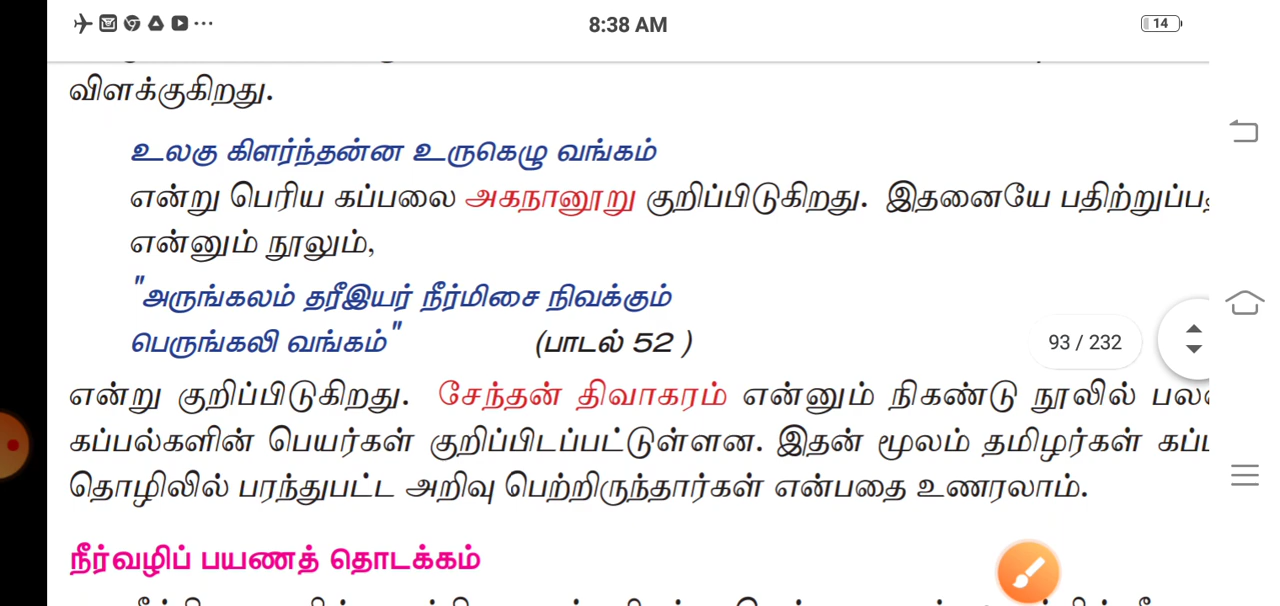 8:38 AM
14
விளக்குகிறது.
உலகு கிளர்ந்தன்ன உருகெழு வங்கம்
என்று பெரிய கப்பலை அகநானூறு குறிப்பிடுகிறது. இதனையே
என்னும் நூலும்,
"அருங்கலம் தரீஇயர் நீர்மிசை நிவக்கும்
பெருங்கலி வங்கம்" (பாடல் 52 )
93 / 232
என்று குறிப்பிடுகிறது. சேந்தன் திவாகரம் என்னும் நிகண்டு நூலில்
கப்பல்களின் பெயர்கள் குறிப்பிடப்பட்டுள்ளன. இதன் மூலம் தமிழர்கள்
தொழிலில் பரந்துபட்ட அறிவு பெற்றிருந்தார்கள் என்பதை உணரலாம்.
நீர்வழிப் பயணத் தொடக்கம்